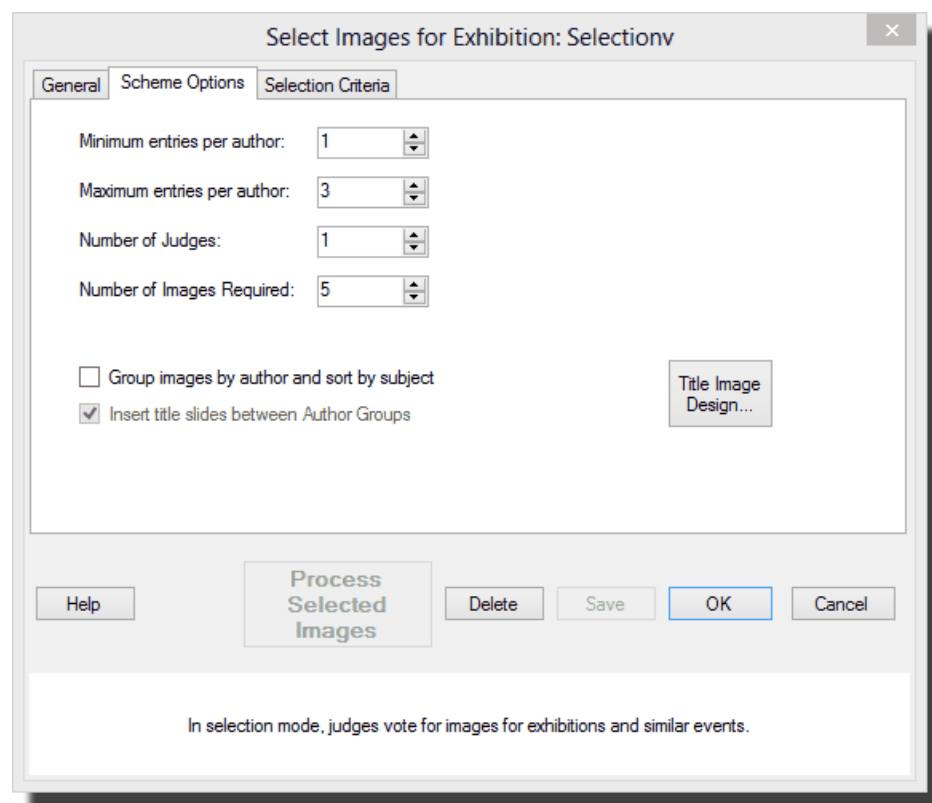 Select Images for Exhibition: Selectionv
General Scheme Options Selection Criteria
Minimum entries per author: 1
Maximum entries per author: 3
Number of Judges: 1
Number of Images Required: 5
Group images by author and sort by subject
Insert title slides between Author Groups
Title Image
Design...
Process
Selected
Images
Help Delete Save OK Cancel
In selection mode, judges vote for images for exhibitions and similar events.